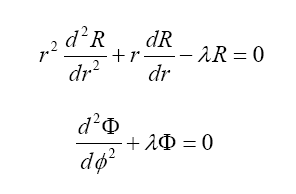 r² d²R/dr² + r dR/dr − λR = 0
d²Φ/dϕ² + λΦ = 0